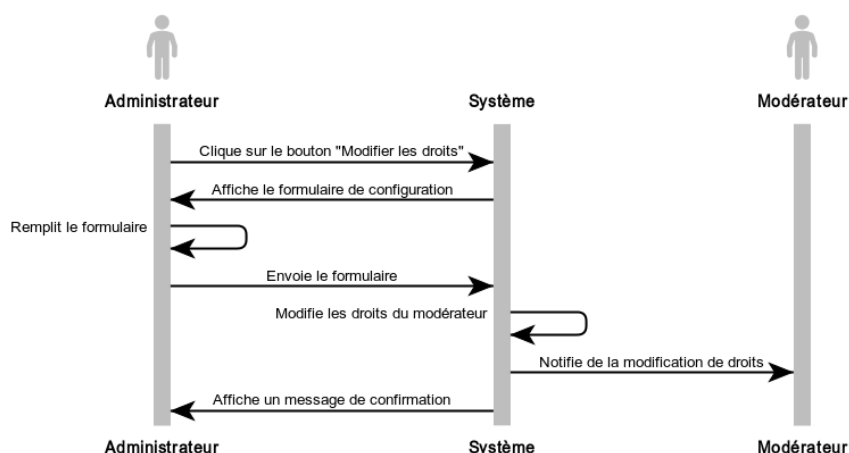 Administrateur Système Modérateur
Clique sur le bouton "Modifier les droits"
Affiche le formulaire de configuration
Remplit le formulaire
Envoie le formulaire
Modifie les droits du modérateur
Notifie de la modification de droits
Affiche un message de confirmation
Administrateur Système Modérateur